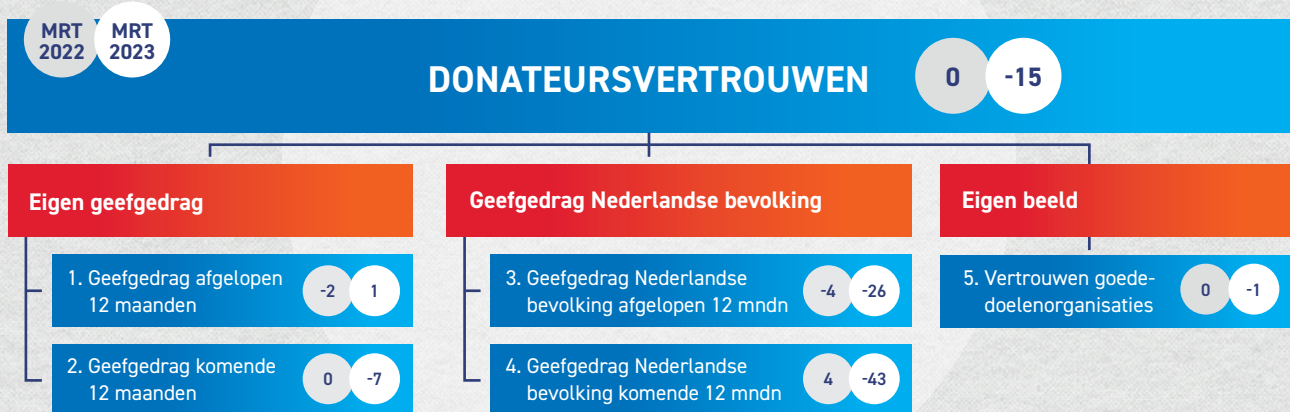 MRT
2022
MRT
2023
DONATEURSVERTROUWEN
0
-15
Eigen geefgedrag
1. Geefgedrag afgelopen
12 maanden
-2
1
2. Geefgedrag komende
12 maanden
0
-7
Geefgedrag Nederlandse bevolking
3. Geefgedrag Nederlandse
bevolking afgelopen 12 mndn
-4
-26
4. Geefgedrag Nederlandse
bevolking komende 12 mndn
4
-43
Eigen beeld
5. Vertrouwen goede-
doelenorganisaties
0
-1